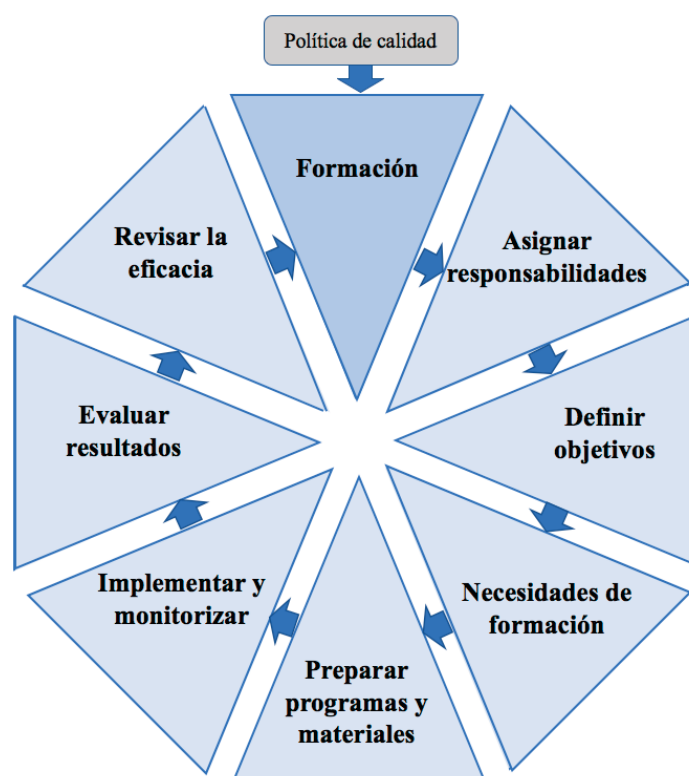 Política de calidad
Formación
Asignar
responsabilidades
Definir
objetivos
Necesidades de
formación
Preparar
programas y
materiales
Implementar y
monitorizar
Evaluar
resultados
Revisar la
eficacia